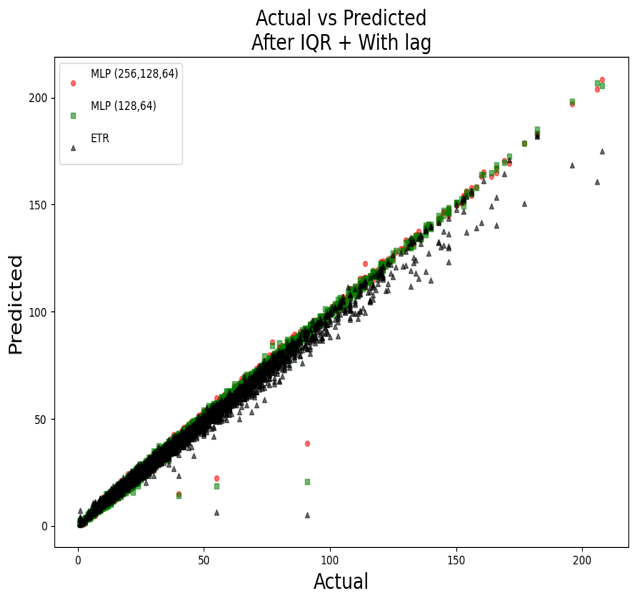 Actual vs Predicted
After IQR + With lag
MLP (256,128,64)
MLP (128,64)
ETR
200
150
100
50
0
Predicted
0 50 100 150 200
Actual